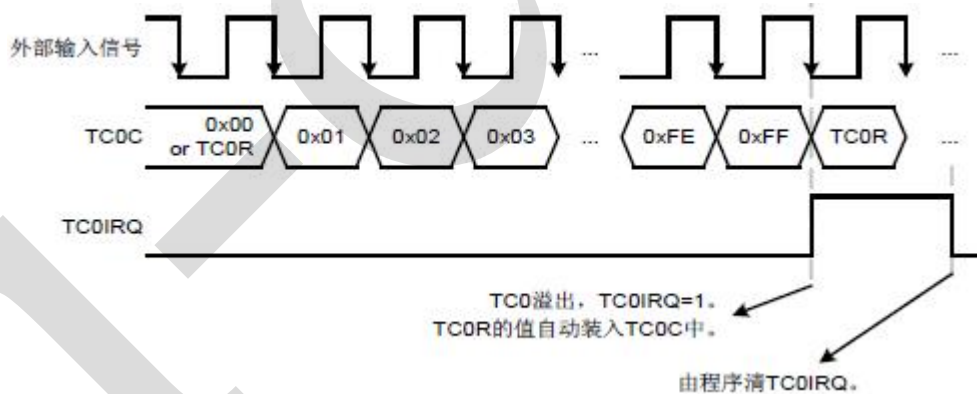 外部输入信号
... ...
TC0C 0x00 or TC0R 0x01 0x02 0x03 ... 0xFE 0xFF TC0R ...
TC0IRQ
TC0溢出，TC0IRQ=1。
TC0R的值自动装入TC0C中。
由程序清TC0IRQ。